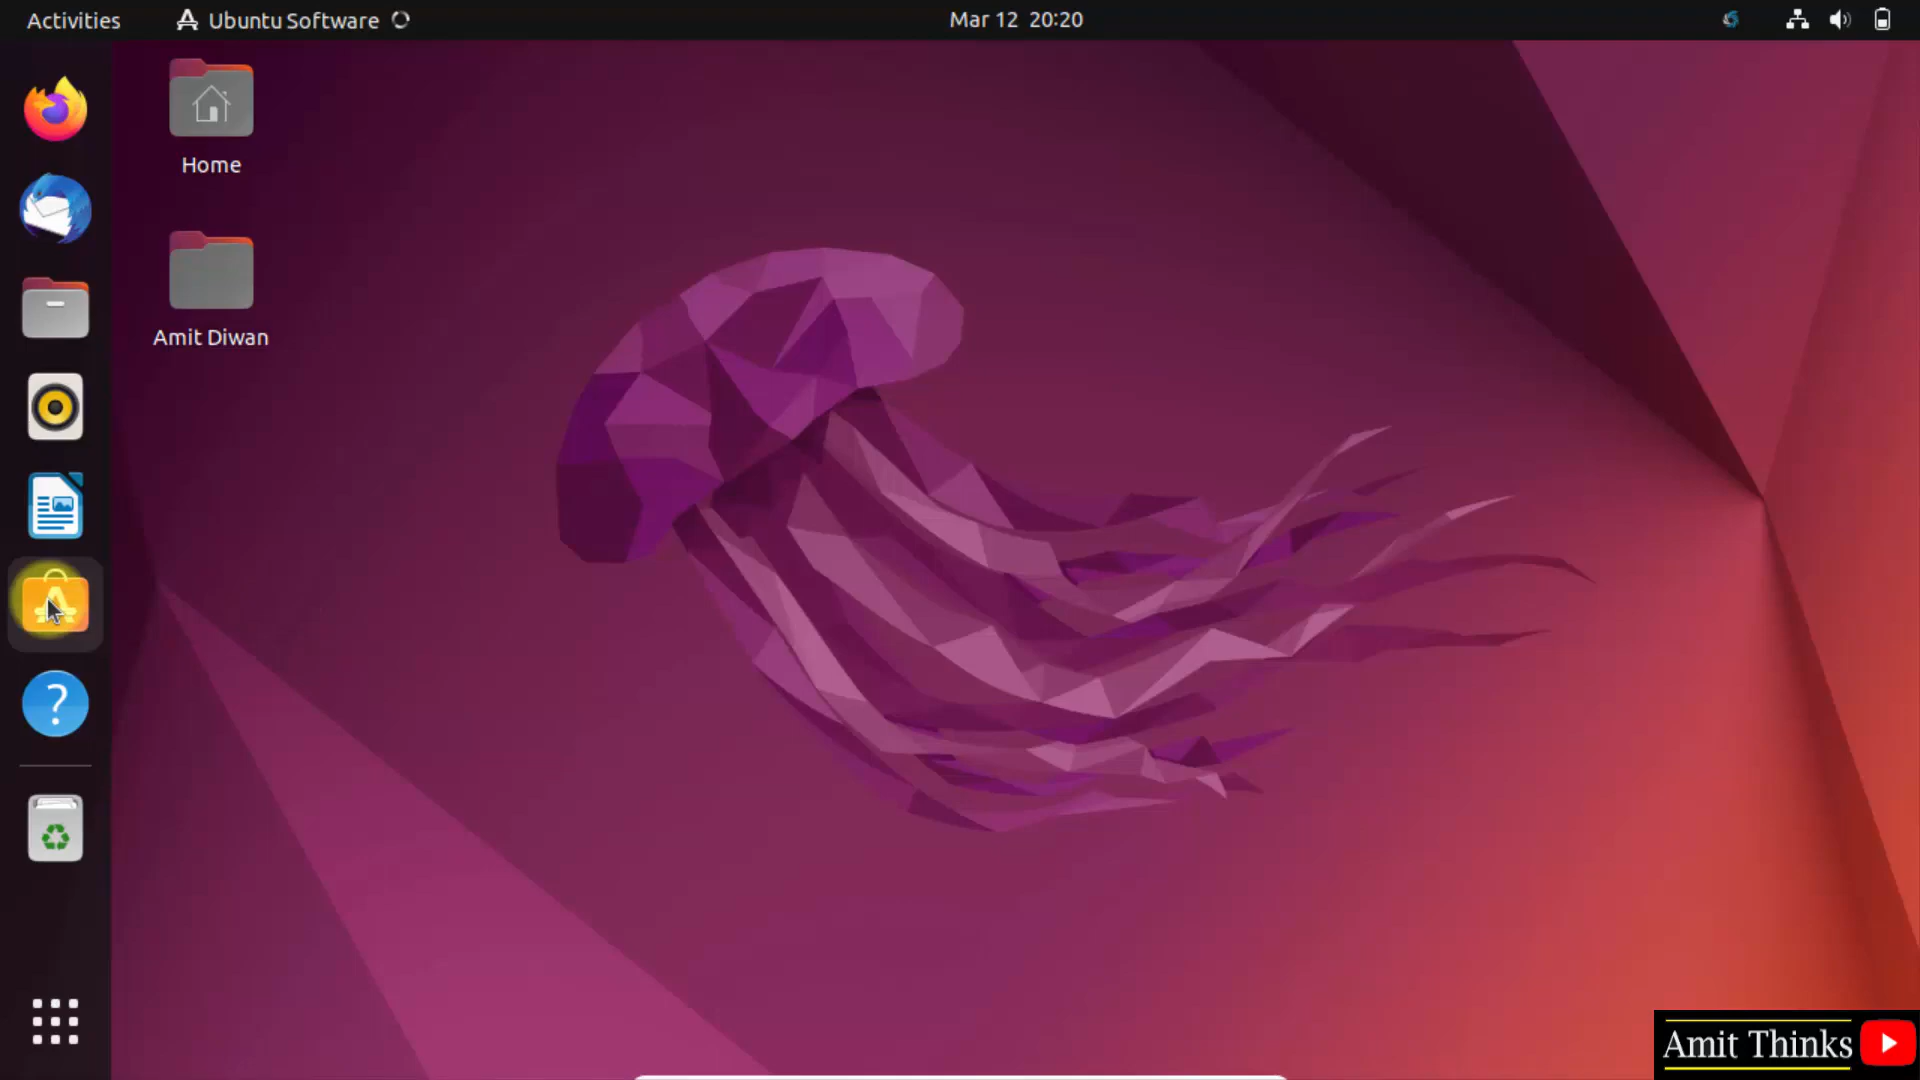 Activities
Ubuntu Software
Mar 12 20:20
Home
Amit Diwan
?
Amit Thinks